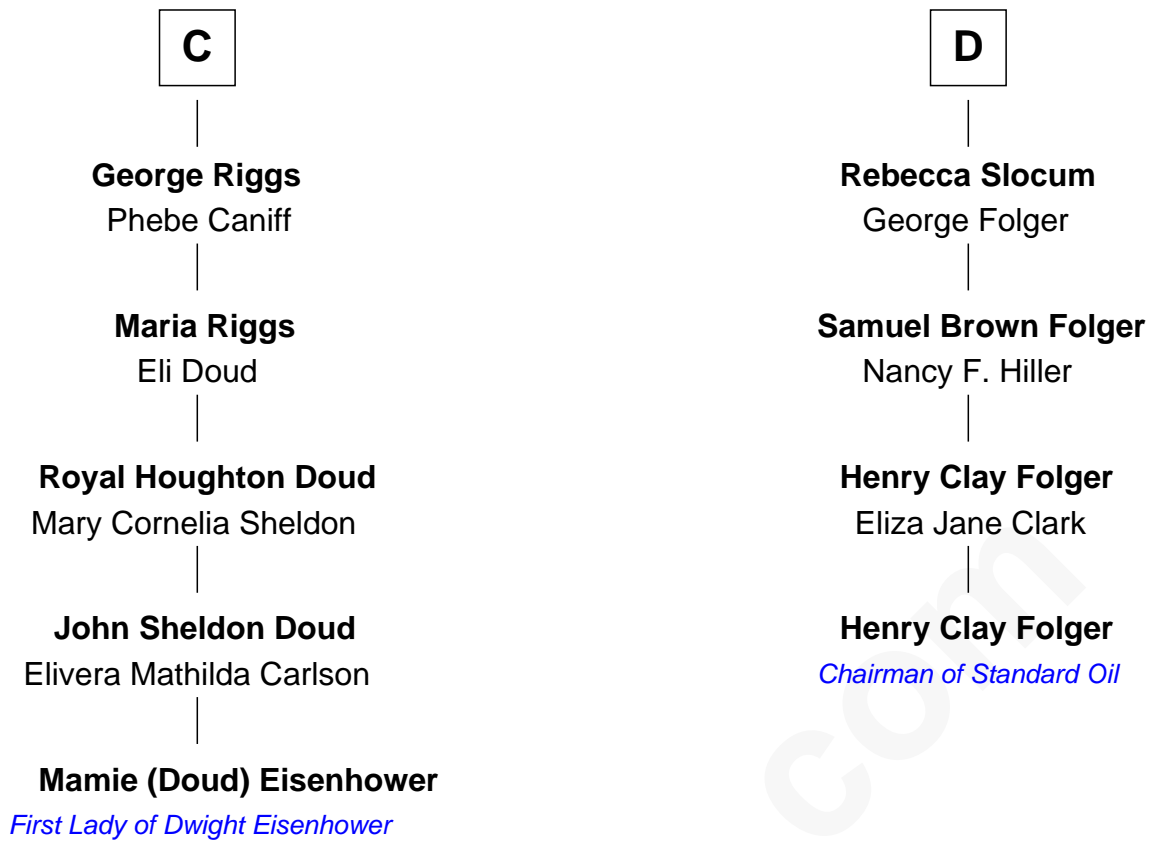 C
George Riggs
Phebe Caniff
Maria Riggs
Eli Doud
Royal Houghton Doud
Mary Cornelia Sheldon
John Sheldon Doud
Elivera Mathilda Carlson
Mamie (Doud) Eisenhower
First Lady of Dwight Eisenhower
D
Rebecca Slocum
George Folger
Samuel Brown Folger
Nancy F. Hiller
Henry Clay Folger
Eliza Jane Clark
Henry Clay Folger
Chairman of Standard Oil
com